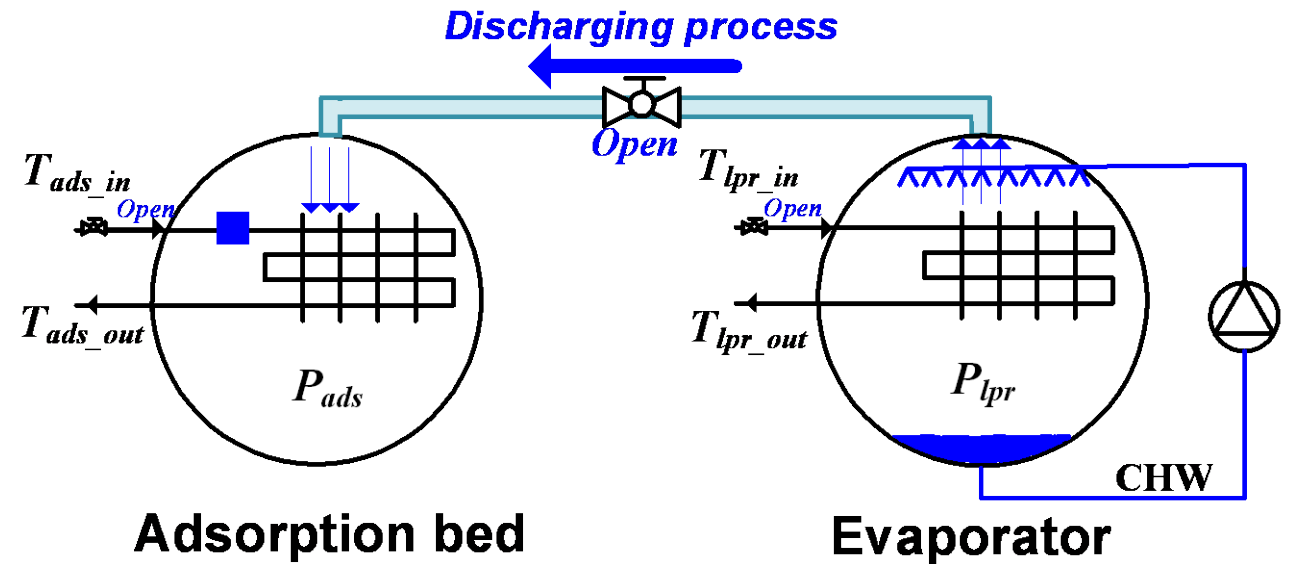 Discharging process
Open
T_ads_in
Open
T_ads_out
P_ads
T_lpr_in
Open
T_lpr_out
P_lpr
CHW
Adsorption bed
Evaporator